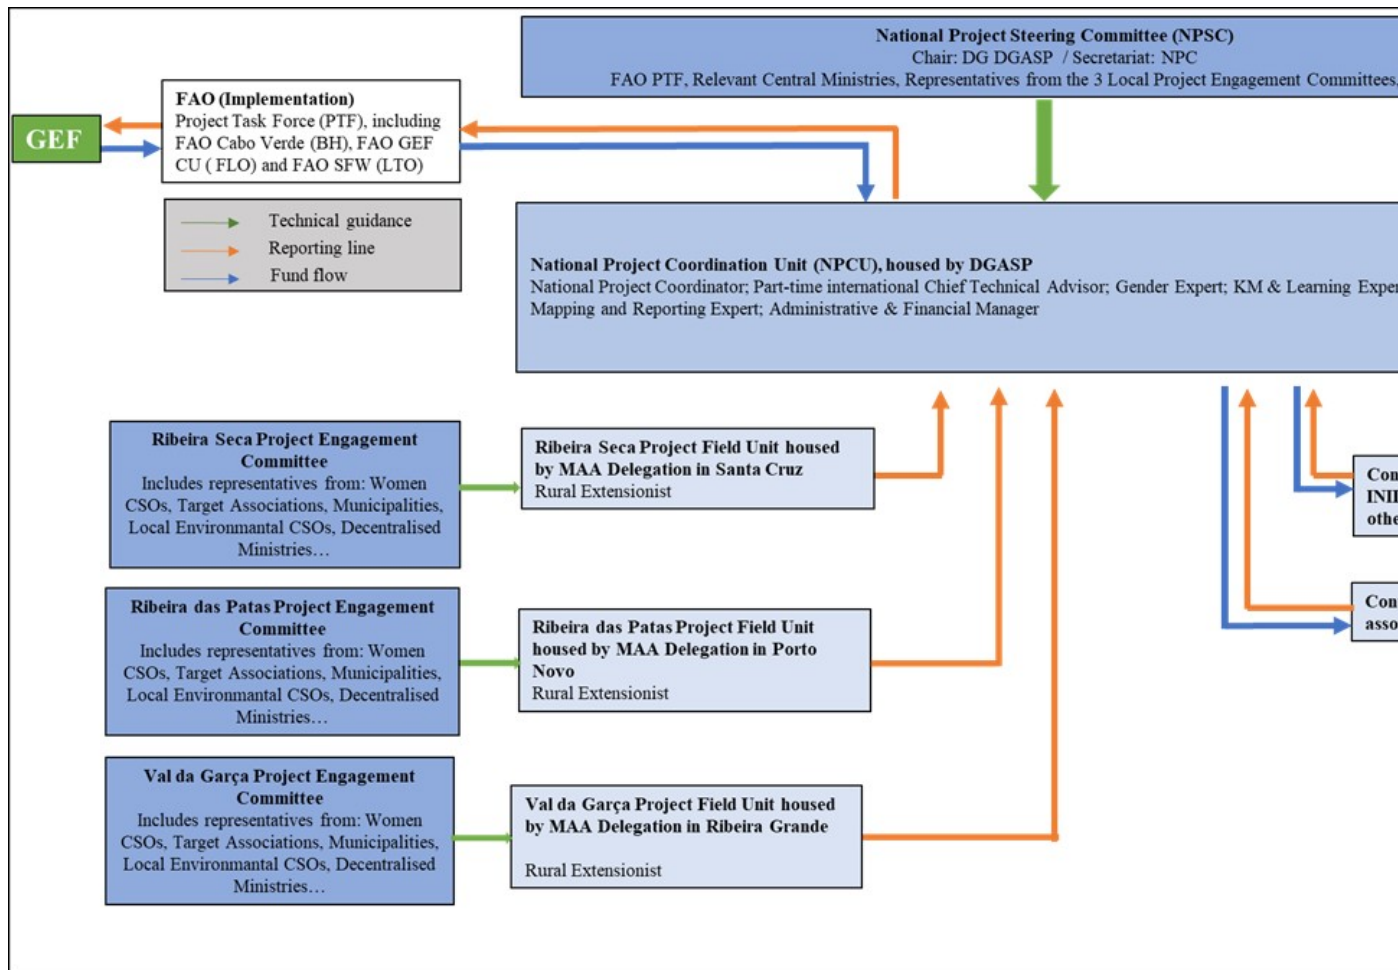 National Project Steering Committee (NPSC)
Chair: DG DGASP / Secretariat: NPC
FAO PTF, Relevant Central Ministries, Representatives from the 3 Local Project Engagement Committees,
GEF
FAO (Implementation)
Project Task Force (PTF), including
FAO Cabo Verde (BH), FAO GEF
CU ( FLO) and FAO SFW (LTO)
Technical guidance
Reporting line
Fund flow
National Project Coordination Unit (NPCU), housed by DGASP
National Project Coordinator; Part-time international Chief Technical Advisor; Gender Expert; KM & Learning
Mapping and Reporting Expert; Administrative & Financial Manager
Ribeira Seca Project Engagement
Committee
Includes representatives from: Women
CSOs, Target Associations, Municipalities,
Local Environmantal CSOs, Decentralised
Ministries…
Ribeira Seca Project Field Unit housed
by MAA Delegation in Santa Cruz
Rural Extensionist
Ribeira das Patas Project Engagement
Committee
Includes representatives from: Women
CSOs, Target Associations, Municipalities,
Local Environmantal CSOs, Decentralised
Ministries…
Ribeira das Patas Project Field Unit
housed by MAA Delegation in Porto
Novo
Rural Extensionist
Val da Garça Project Engagement
Committee
Includes representatives from: Women
CSOs, Target Associations, Municipalities,
Local Environmantal CSOs, Decentralised
Ministries…
Val da Garça Project Field Unit housed
by MAA Delegation in Ribeira Grande
Rural Extensionist